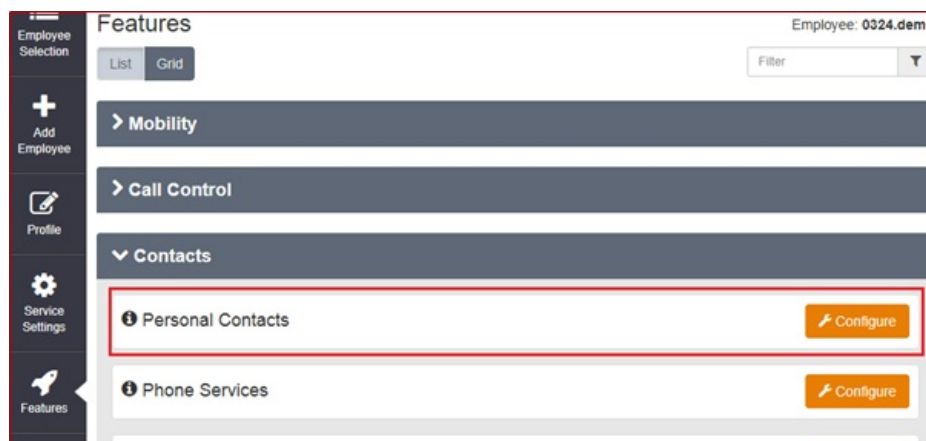 Employee
Selection
Add
Employee
Profile
Service
Settings
Features
Features
Employee: 0324.dem
List Grid
Filter
Mobility
Call Control
Contacts
Personal Contacts
Configure
Phone Services
Configure